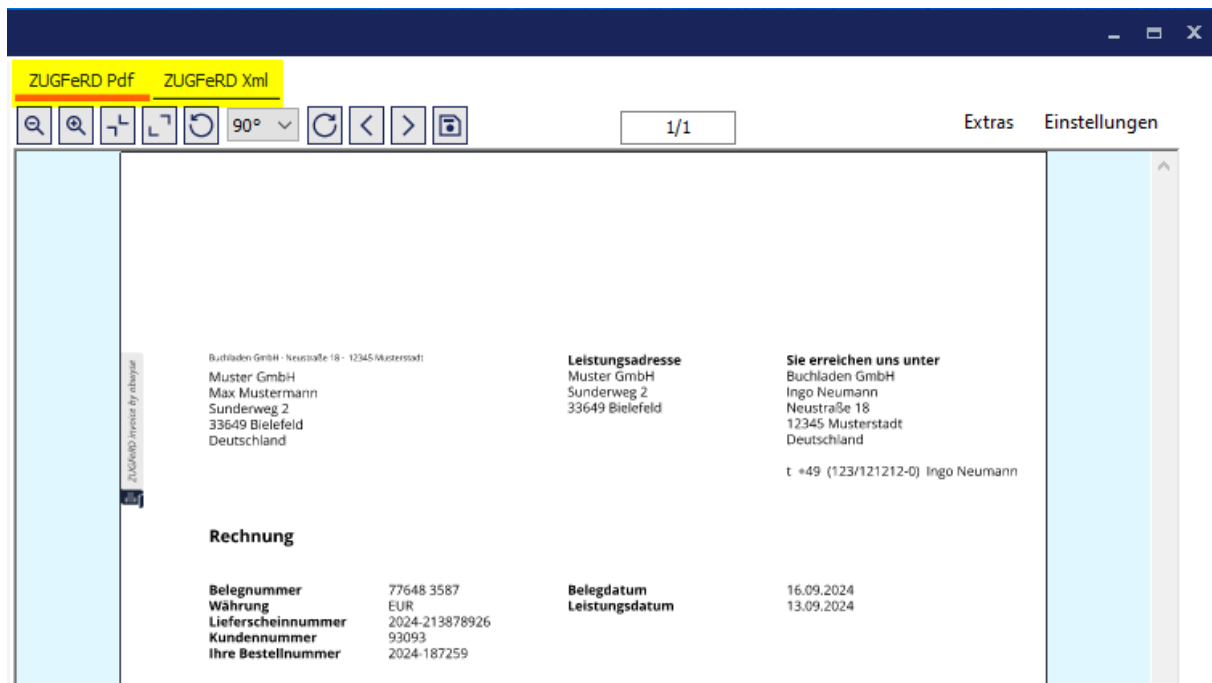 ZUGFeRD Pdf ZUGFeRD Xml
90° 1/1 Extras Einstellungen
Buchladen GmbH - Neustraße 18 - 12345 Musterstadt
Muster GmbH
Max Mustermann
Sunderweg 2
33649 Bielefeld
Deutschland
Leistungsadresse
Muster GmbH
Sunderweg 2
33649 Bielefeld
Sie erreichen uns unter
Buchladen GmbH
Ingo Neumann
Neustraße 18
12345 Musterstadt
Deutschland
t +49 (123/121212-0) Ingo Neumann
ZUGFeRD invoice by
Rechnung
Belegnummer 77648 3587
Währung EUR
Lieferscheinnummer 2024-213878926
Kundennummer 93093
Ihre Bestellnummer 2024-187259
Belegdatum 16.09.2024
Leistungsdatum 13.09.2024